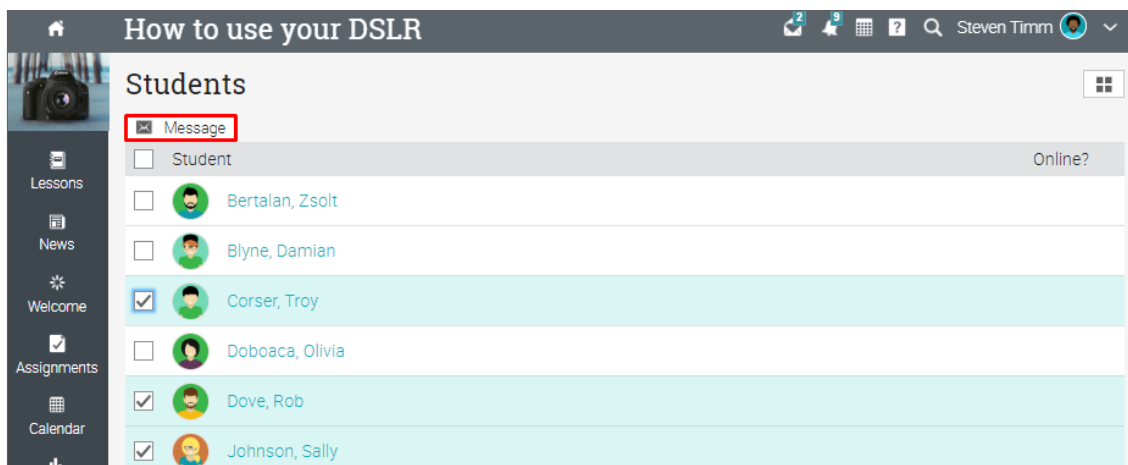 How to use your DSLR
2
9
?
Steven Timm
Students
Message
Student Online?
Lessons
Bertalan, Zsolt
News
Blyne, Damian
Welcome
Corser, Troy
Assignments
Doboaca, Olivia
Calendar
Dove, Rob
Johnson, Sally